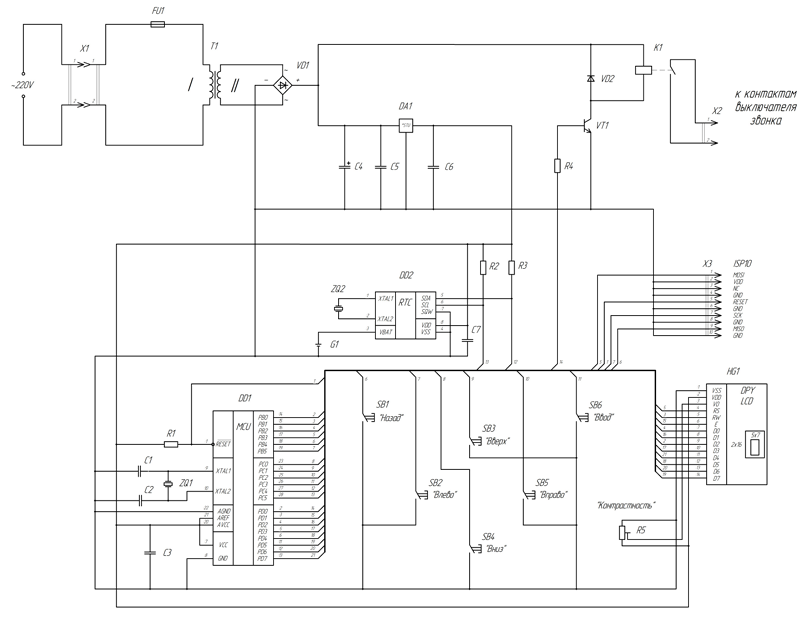 FU1
X1
T1
~220V
VD1
DA1
C4
C5
C6
VD2
VT1
K1
R4
X2
к контактам
выключателя
звонка
DD2
ZQ2
XTAL1
XTAL2
VBAT
RTC
SDA
SCL
SQW
VDD
VSS
G1
C7
R2
R3
X3
ISP10
MOSI
VDD
NC
GND
RESET
GND
SCK
GND
MISO
GND
HG1
DPY
LCD
VSS
VDD
VO
RS
RW
E
D0
D1
D2
D3
D4
D5
D6
D7
2x16
5x7
DD1
MCU
R1
C1
C2
ZQ1
C3
RESET
XTAL1
XTAL2
AGND
AREF
AVCC
VCC
GND
PB0
PB1
PB2
PB3
PB4
PB5
PC0
PC1
PC2
PC3
PC4
PC5
PD0
PD1
PD2
PD3
PD4
PD5
PD6
PD7
SB1
"Назад"
SB2
"Влево"
SB3
"Вверх"
SB4
"Вниз"
SB5
"Вправо"
SB6
"Ввод"
"Контрастность"
R5